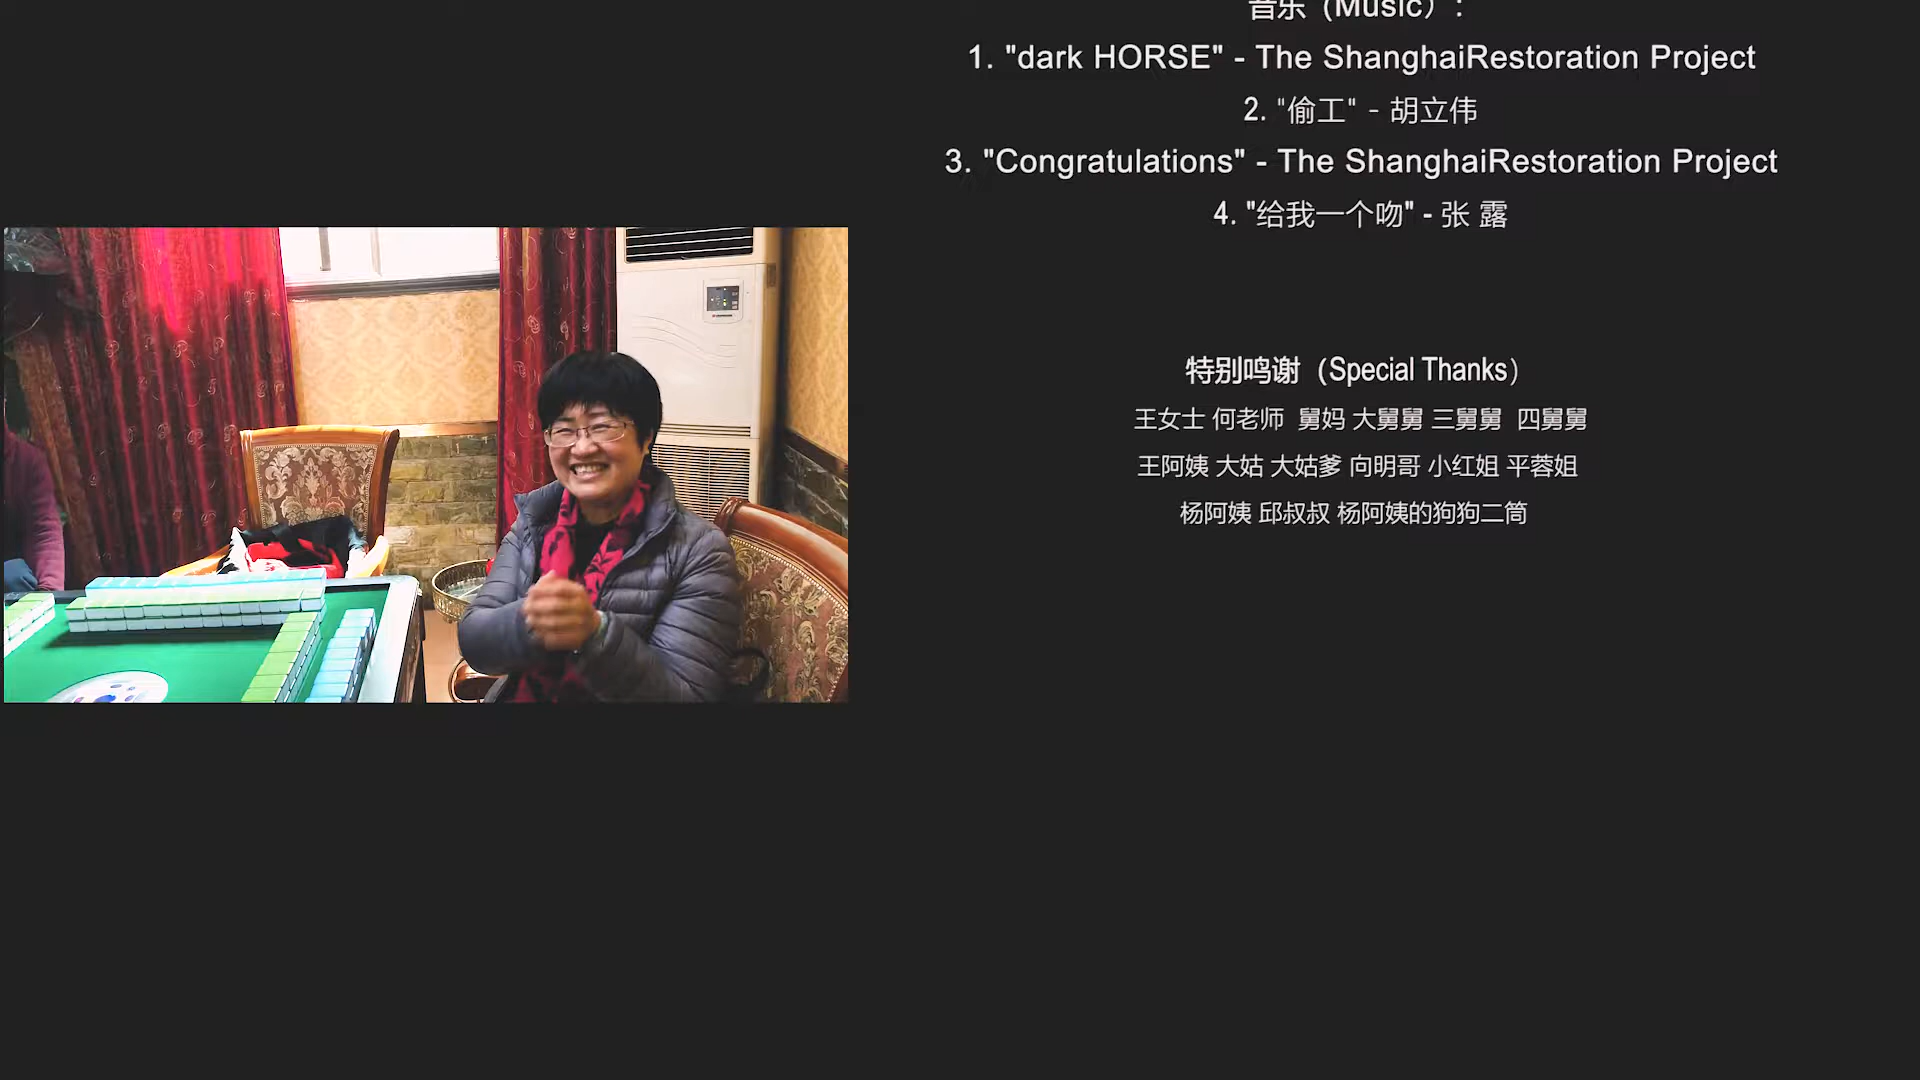 音乐（Music）:
1. "dark HORSE" - The ShanghaiRestoration Project
2. "偷工" - 胡立伟
3. "Congratulations" - The ShanghaiRestoration Project
4. "给我一个吻" - 张 露
特别鸣谢（Special Thanks）
王女士 何老师 舅妈 大舅舅 三舅舅 四舅舅
王阿姨 大姑 大姑爹 向明哥 小红姐 平蓉姐
杨阿姨 邱叔叔 杨阿姨的狗狗二筒